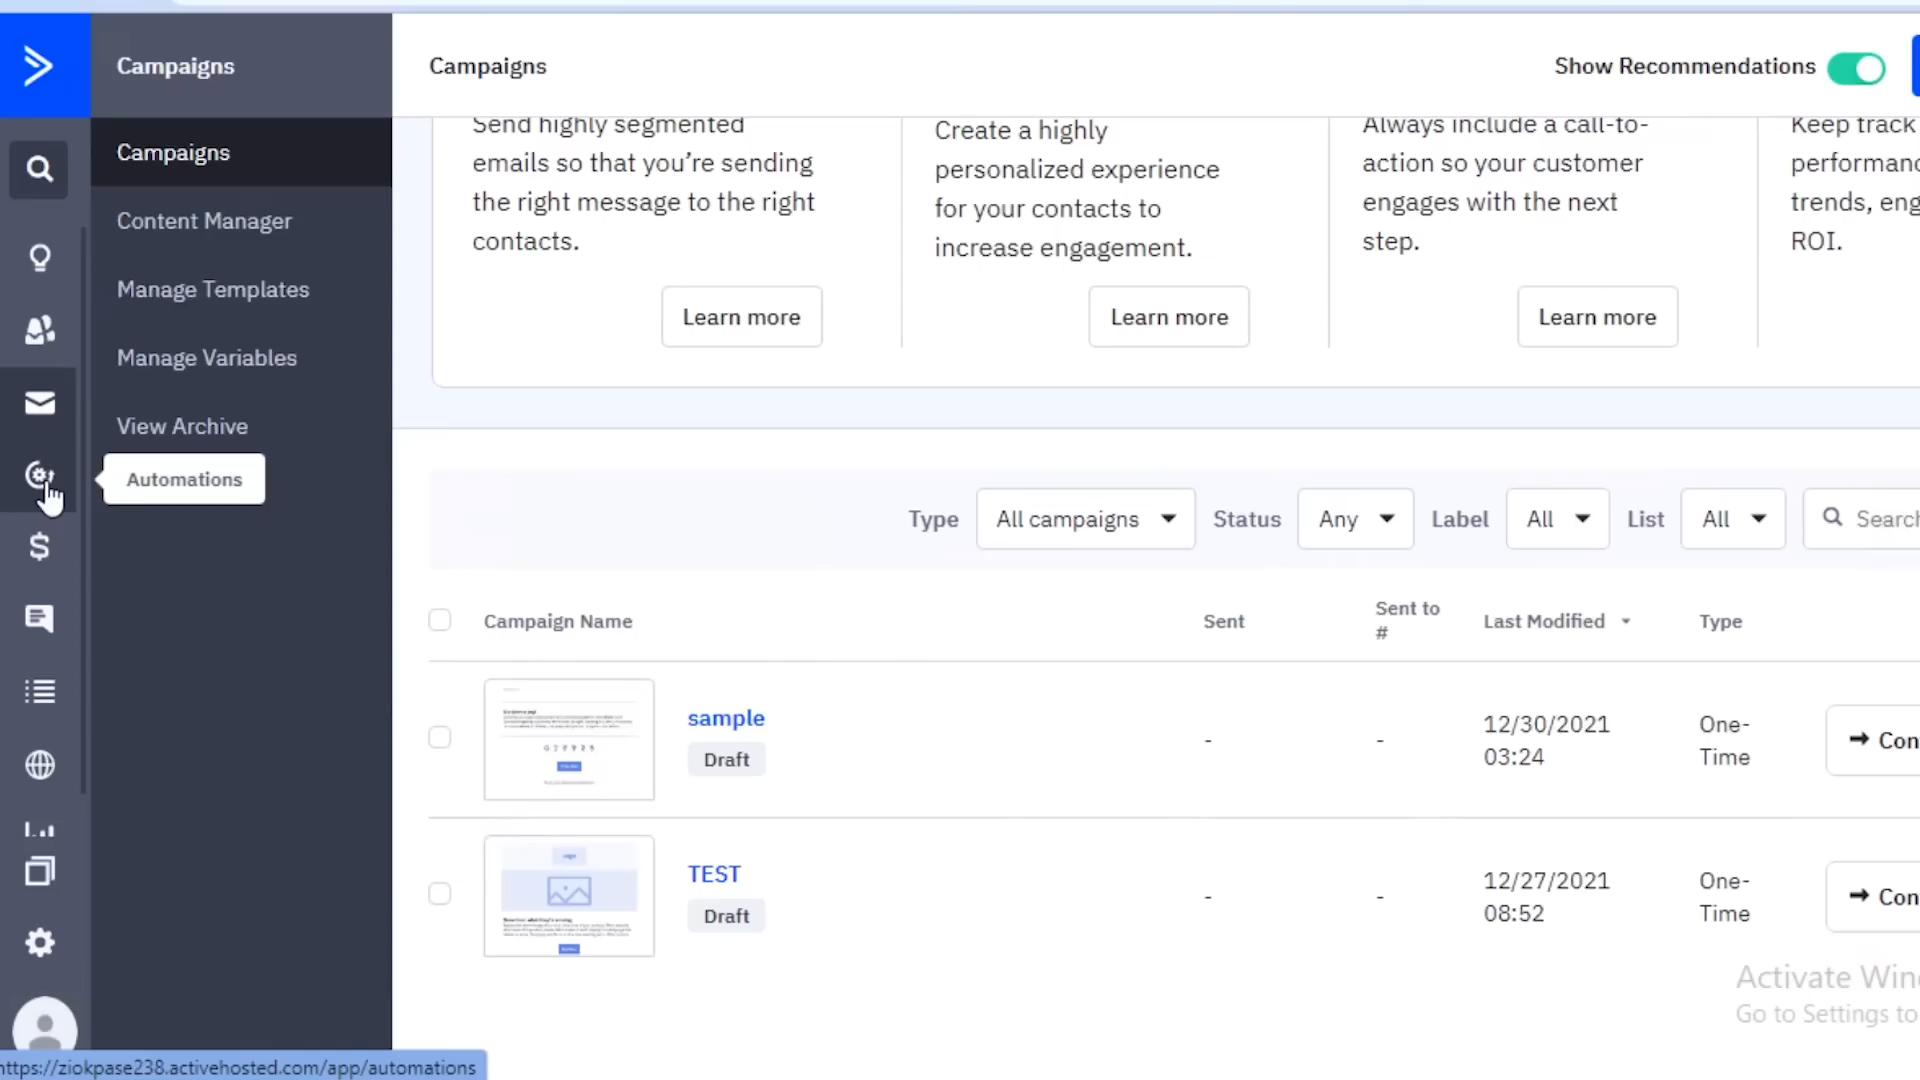 Campaigns
Campaigns
Show Recommendations
Campaigns
Content Manager
Manage Templates
Manage Variables
View Archive
Automations
Send highly segmented
emails so that you’re sending
the right message to the right
contacts.
Learn more
Create a highly
personalized experience
for your contacts to
increase engagement.
Learn more
Always include a call-to-
action so your customer
engages with the next
step.
Learn more
Keep track
performanc
trends, eng
ROI.
Type
All campaigns
Status
Any
Label
All
List
All
Search
Campaign Name
Sent
Sent to
#
Last Modified
Type
sample
Draft
-
-
12/30/2021
03:24
One-
Time
Con
TEST
Draft
-
-
12/27/2021
08:52
One-
Time
Con
Activate Win
Go to Settings to
https://ziokpase238.activehosted.com/app/automations